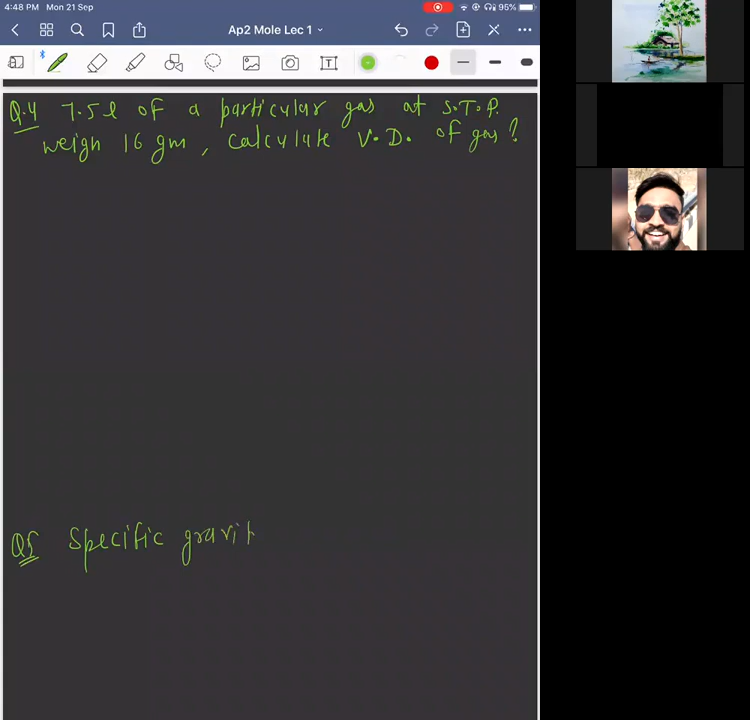 4:48 PM Mon 21 Sep
95%
Ap2 Mole Lec 1
T
Q.4 7.5l of a particular gas at S.T.P.
weigh 16 gm, calculate V.D. of gas?
Q5 Specific gravit